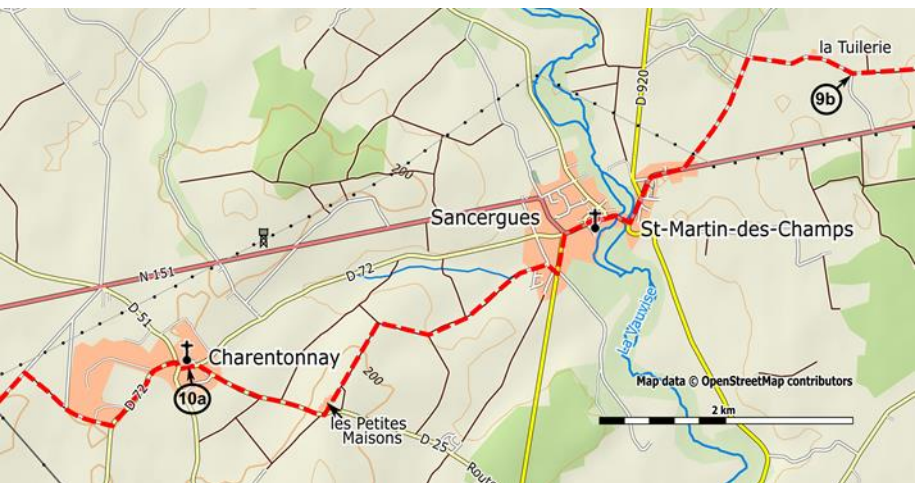 la Tuilerie
9b
D-920
200
Sancergues
St-Martin-des-Champs
N-151
D-72
D-51
La Vauvise
Charentonnay
10a
200
D-72
Map data © OpenStreetMap contributors
2 km
les Petites
Maisons
D-25